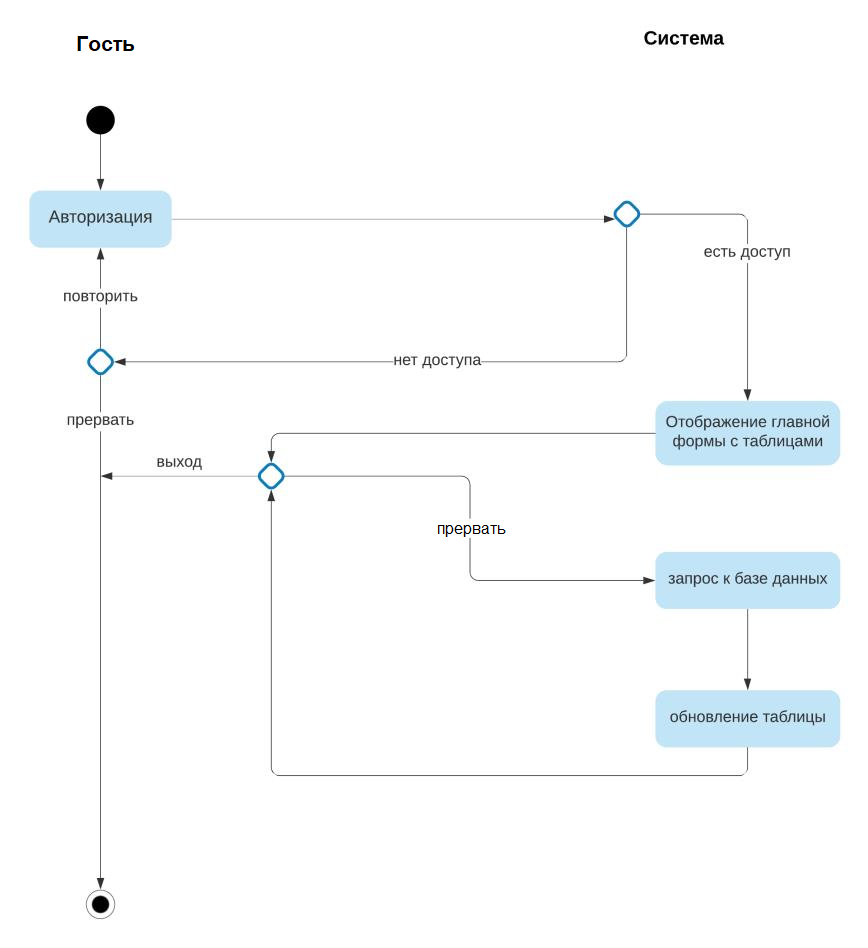 Гость
Система
Авторизация
есть доступ
повторить
нет доступа
прервать
Отображение главной
формы с таблицами
выход
прервать
запрос к базе данных
обновление таблицы